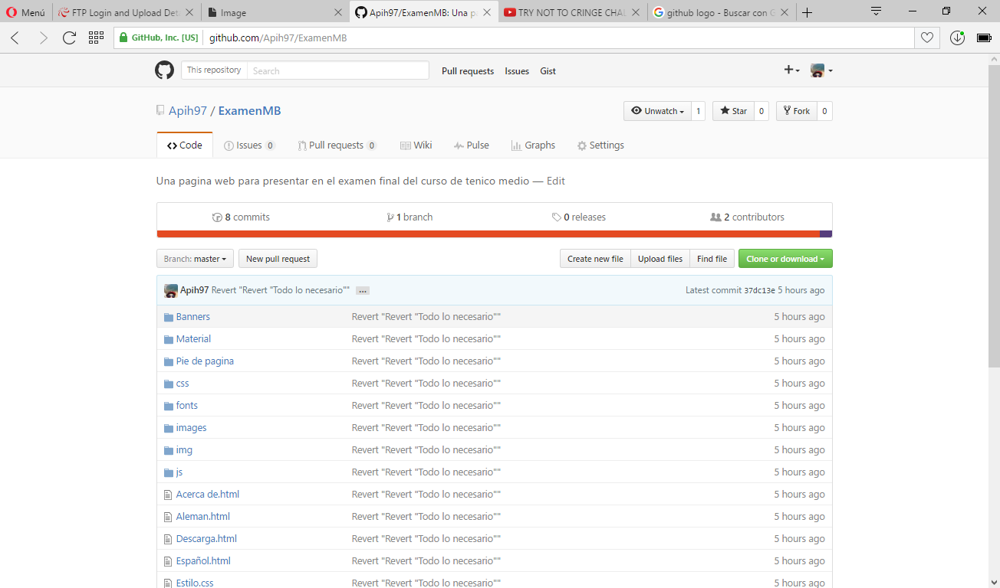 Menú FTP Login and Upload Det Image Apih97/ExamenMB: Una p TRY NOT TO CRINGE CHAL github logo - Buscar con G
GitHub, Inc. [US] github.com/Apih97/ExamenMB
This repository Search Pull requests Issues Gist
Apih97 / ExamenMB Unwatch 1 Star 0 Fork 0
Code Issues 0 Pull requests 0 Wiki Pulse Graphs Settings
Una pagina web para presentar en el examen final del curso de tenico medio — Edit
8 commits 1 branch 0 releases 2 contributors
Branch: master New pull request Create new file Upload files Find file Clone or download
Apih97 Revert "Revert "Todo lo necesario"" ... Latest commit 37dc13e 5 hours ago
Banners Revert "Revert "Todo lo necesario"" 5 hours ago
Material Revert "Revert "Todo lo necesario"" 5 hours ago
Pie de pagina Revert "Revert "Todo lo necesario"" 5 hours ago
css Revert "Revert "Todo lo necesario"" 5 hours ago
fonts Revert "Revert "Todo lo necesario"" 5 hours ago
images Revert "Revert "Todo lo necesario"" 5 hours ago
img Revert "Revert "Todo lo necesario"" 5 hours ago
js Revert "Revert "Todo lo necesario"" 5 hours ago
Acerca de.html Revert "Revert "Todo lo necesario"" 5 hours ago
Aleman.html Revert "Revert "Todo lo necesario"" 5 hours ago
Descarga.html Revert "Revert "Todo lo necesario"" 5 hours ago
Español.html Revert "Revert "Todo lo necesario"" 5 hours ago
Estilo.css Revert "Revert "Todo lo necesario"" 5 hours ago